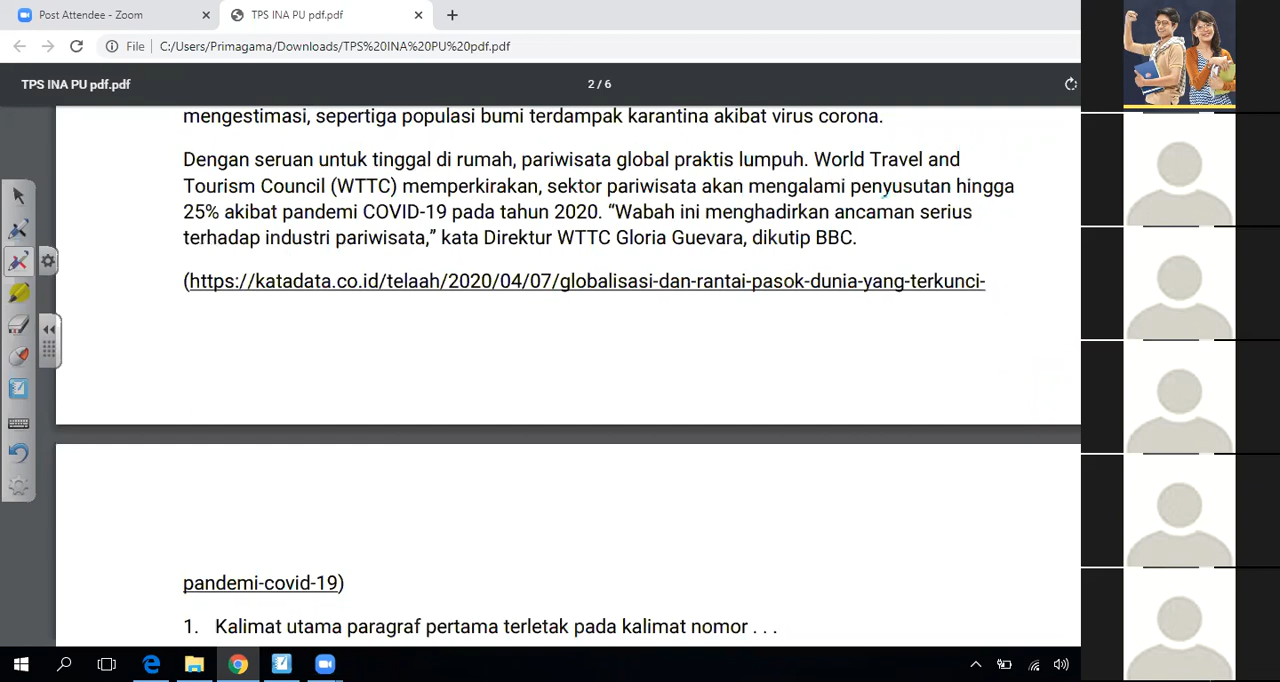 Post Attendee - Zoom
TPS INA PU pdf.pdf
File
C:/Users/Primagama/Downloads/TPS%20INA%20PU%20pdf.pdf
TPS INA PU pdf.pdf
2 / 6
mengestimasi, sepertiga populasi bumi terdampak karantina akibat virus corona.
Dengan seruan untuk tinggal di rumah, pariwisata global praktis lumpuh. World Travel and
Tourism Council (WTTC) memperkirakan, sektor pariwisata akan mengalami penyusutan hingga
25% akibat pandemi COVID-19 pada tahun 2020. “Wabah ini menghadirkan ancaman serius
terhadap industri pariwisata,” kata Direktur WTTC Gloria Guevara, dikutip BBC.
(https://katadata.co.id/telaah/2020/04/07/globalisasi-dan-rantai-pasok-dunia-yang-terkunci-
pandemi-covid-19)
1. Kalimat utama paragraf pertama terletak pada kalimat nomor . . .